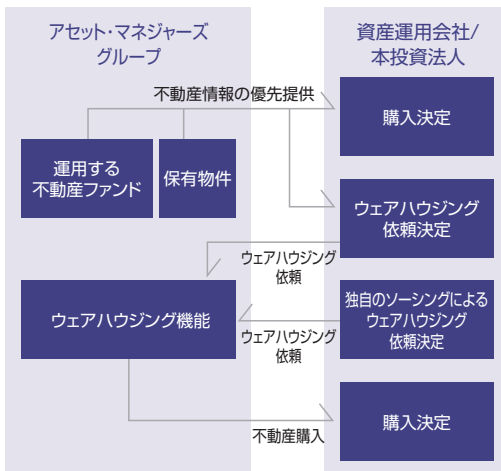 アセット・マネジャーズ
グループ
資産運用会社/
本投資法人
不動産情報の優先提供
購入決定
運用する
不動産ファンド
保有物件
ウェアハウジング
依頼決定
ウェアハウジング
依頼
ウェアハウジング機能
独自のソーシングによる
ウェアハウジング
依頼決定
ウェアハウジング
依頼
購入決定
不動産購入